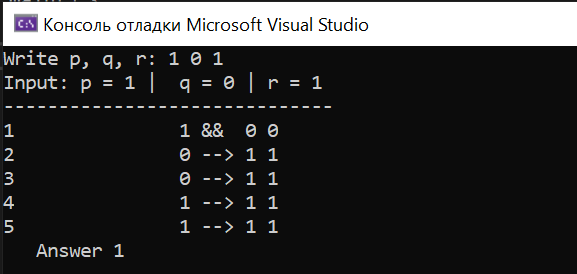 Консоль отладки Microsoft Visual Studio
Write p, q, r: 1 0 1
Input: p = 1 |  q = 0 | r = 1
------------------------------
1               1 &&  0 0
2               0 --> 1 1
3               0 --> 1 1
4               1 --> 1 1
5               1 --> 1 1
   Answer 1